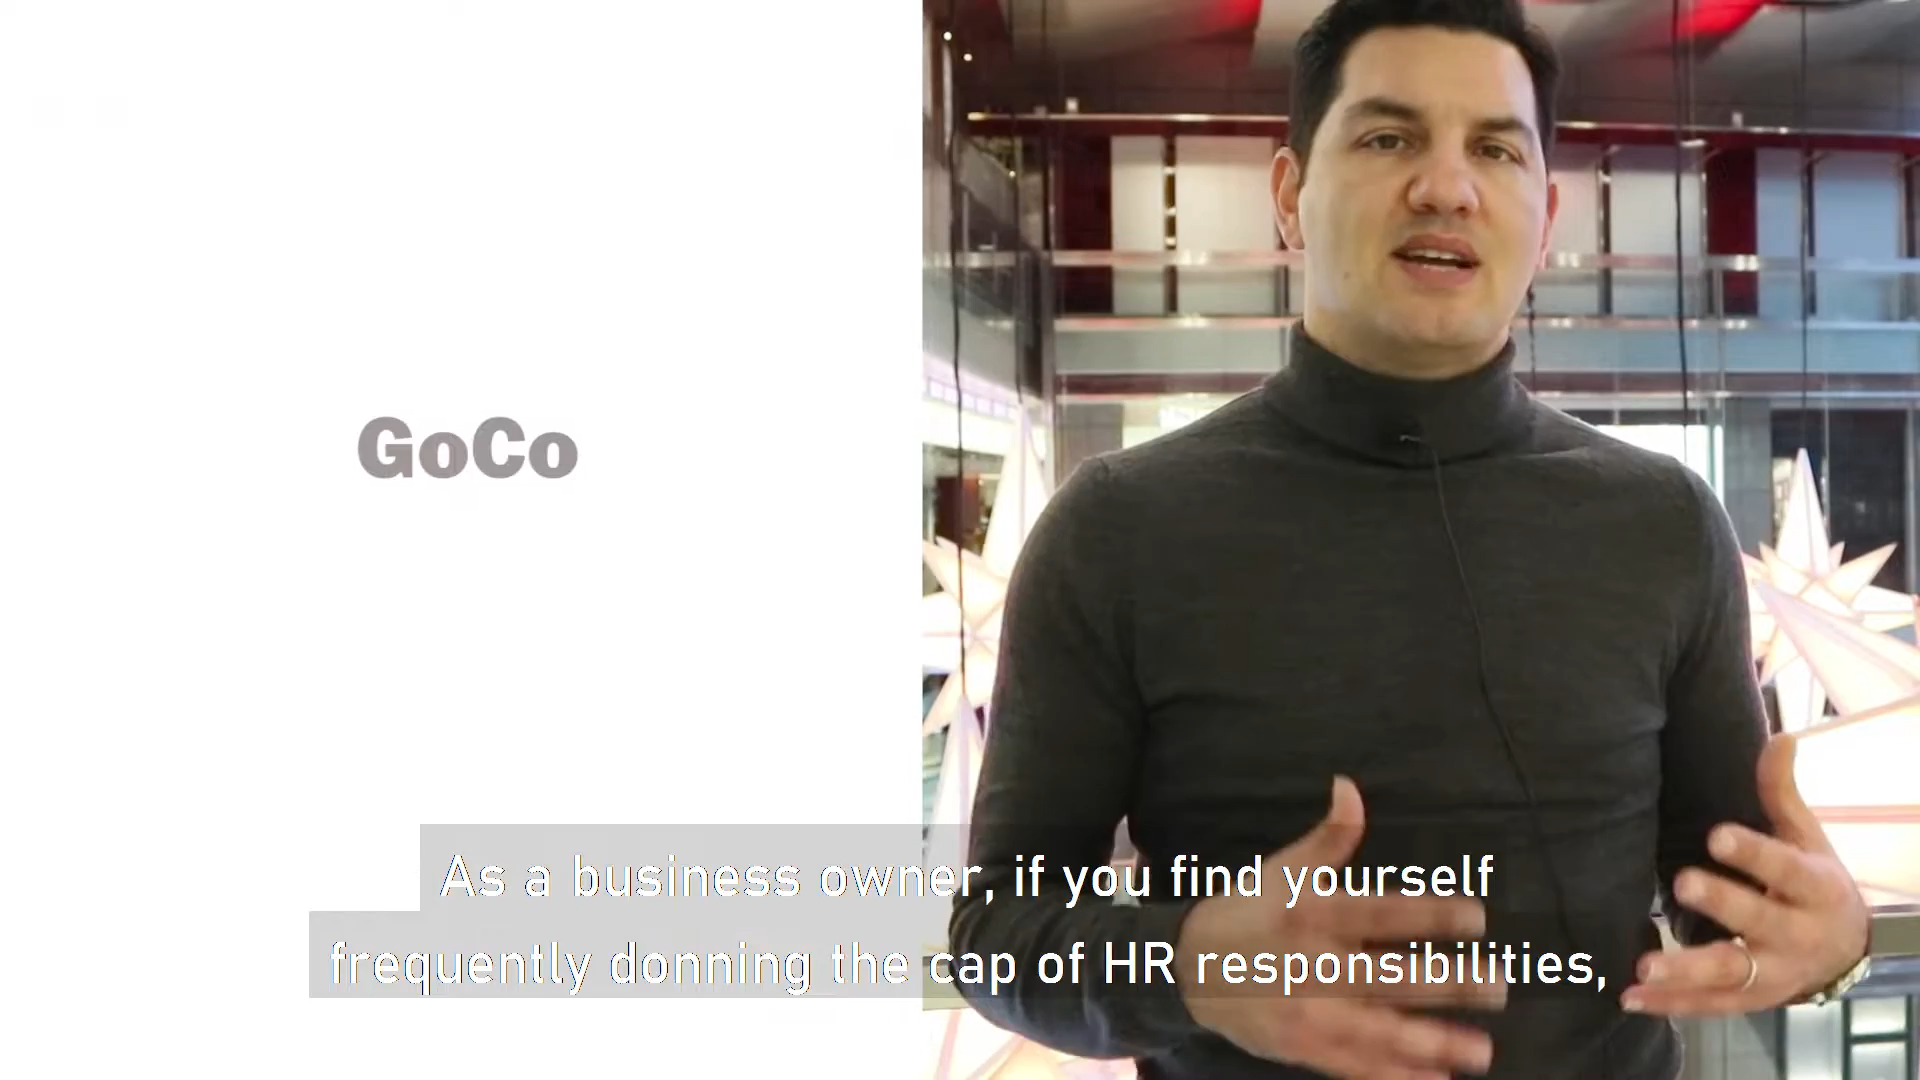 GoCo
As a business owner, if you find yourself
frequently donning the cap of HR responsibilities,